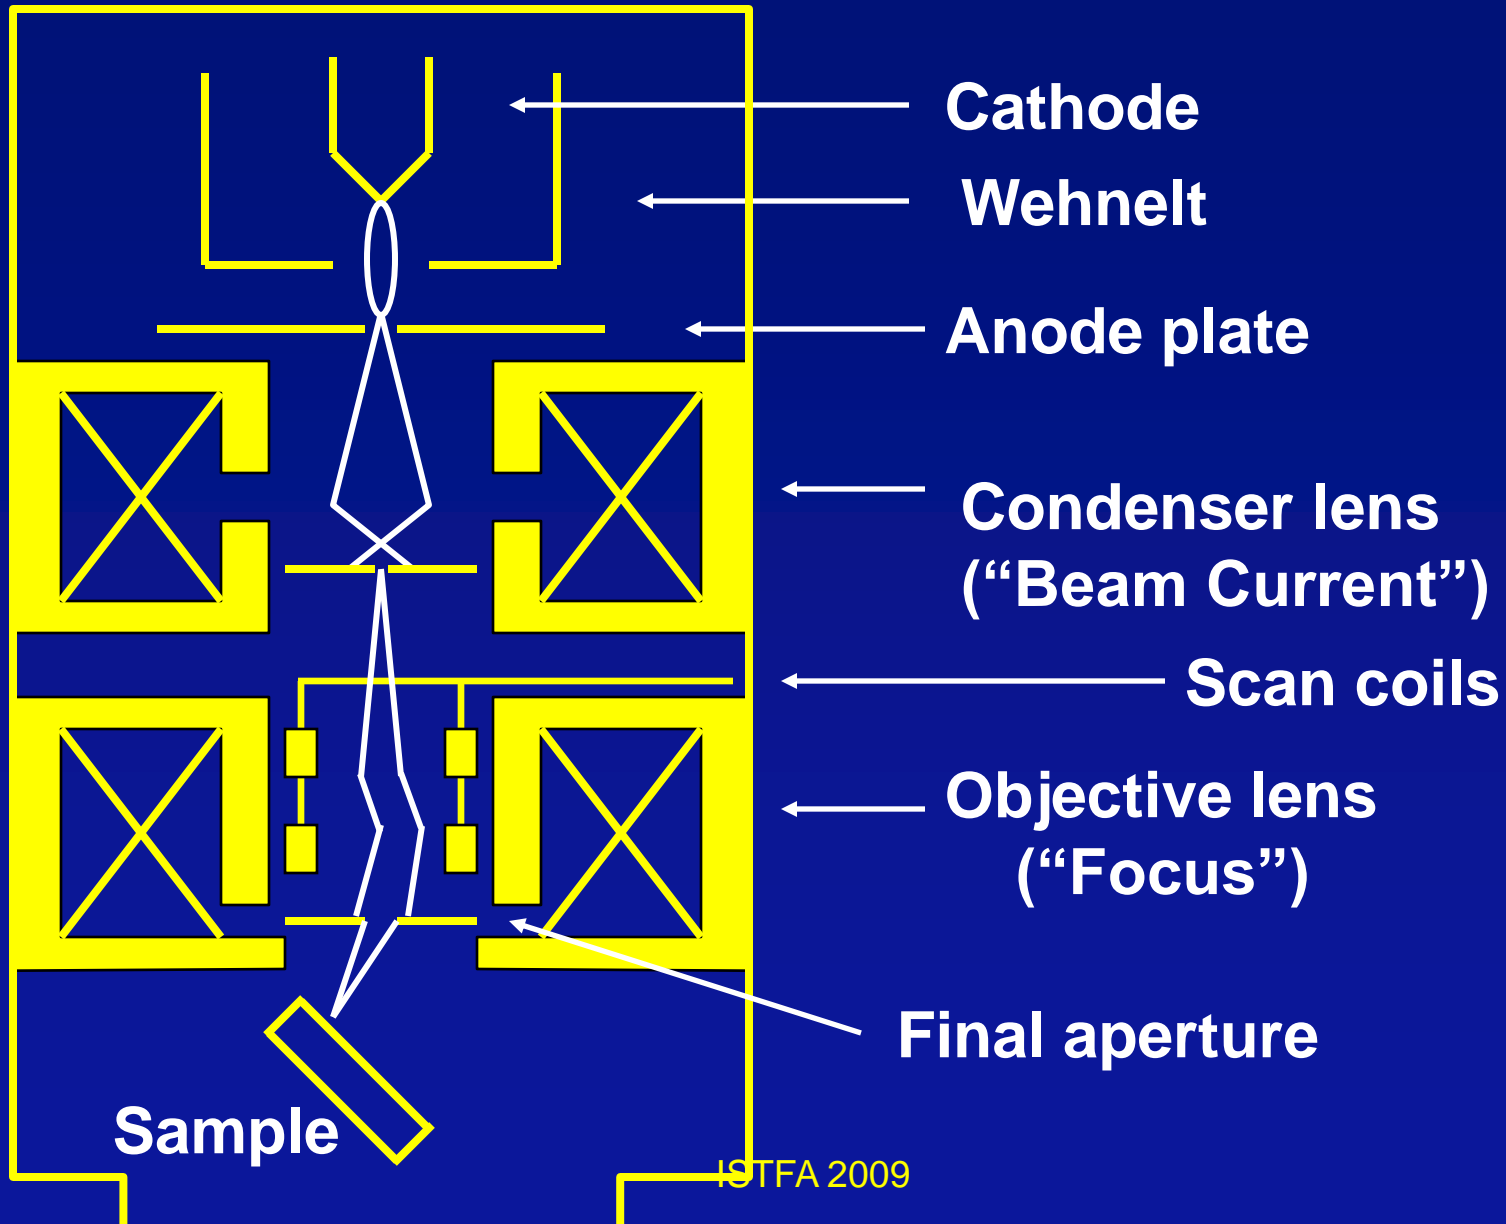 Cathode
Wehnelt
Anode plate
Condenser lens
(“Beam Current”)
Scan coils
Objective lens
(“Focus”)
Final aperture
Sample
ISTFA 2009